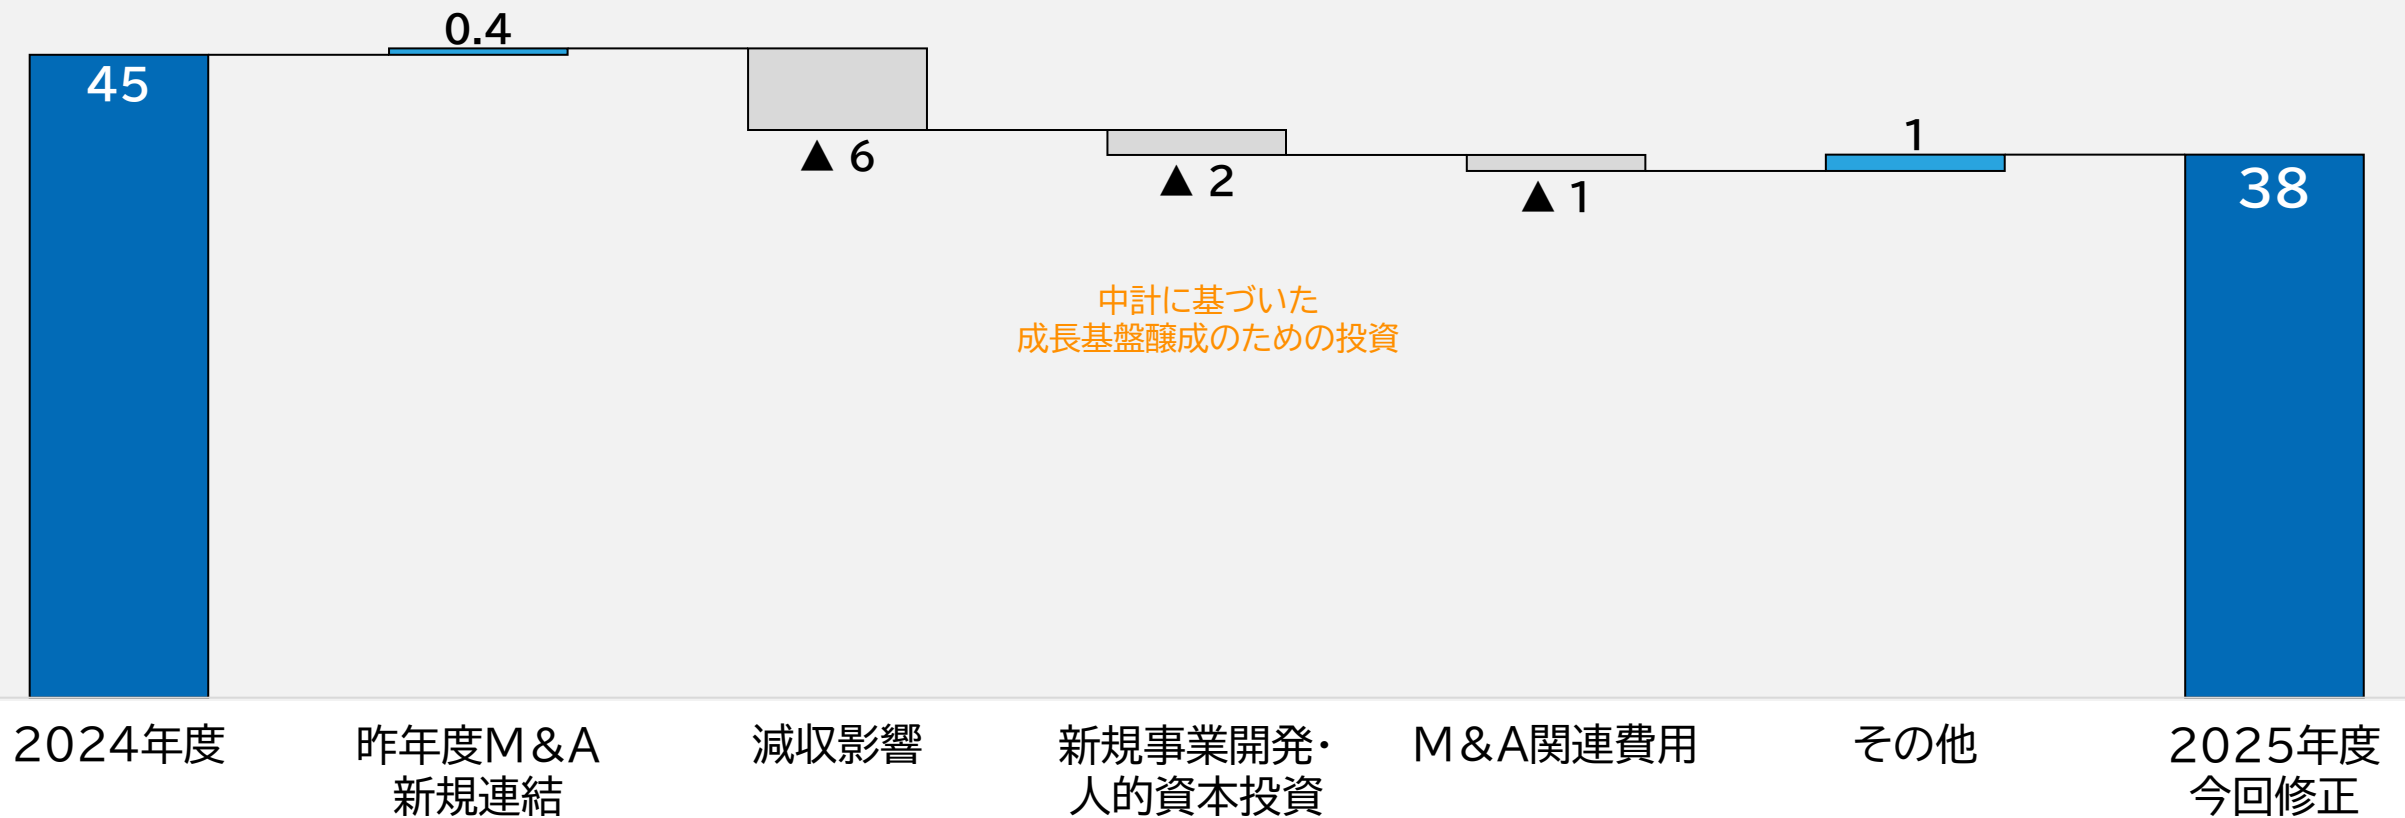 0.4
45
▲ 6
▲ 2
▲ 1
1
38
中計に基づいた
成長基盤醸成のための投資
2024年度
昨年度M&A
新規連結
減収影響
新規事業開発・
人的資本投資
M&A関連費用
その他
2025年度
今回修正